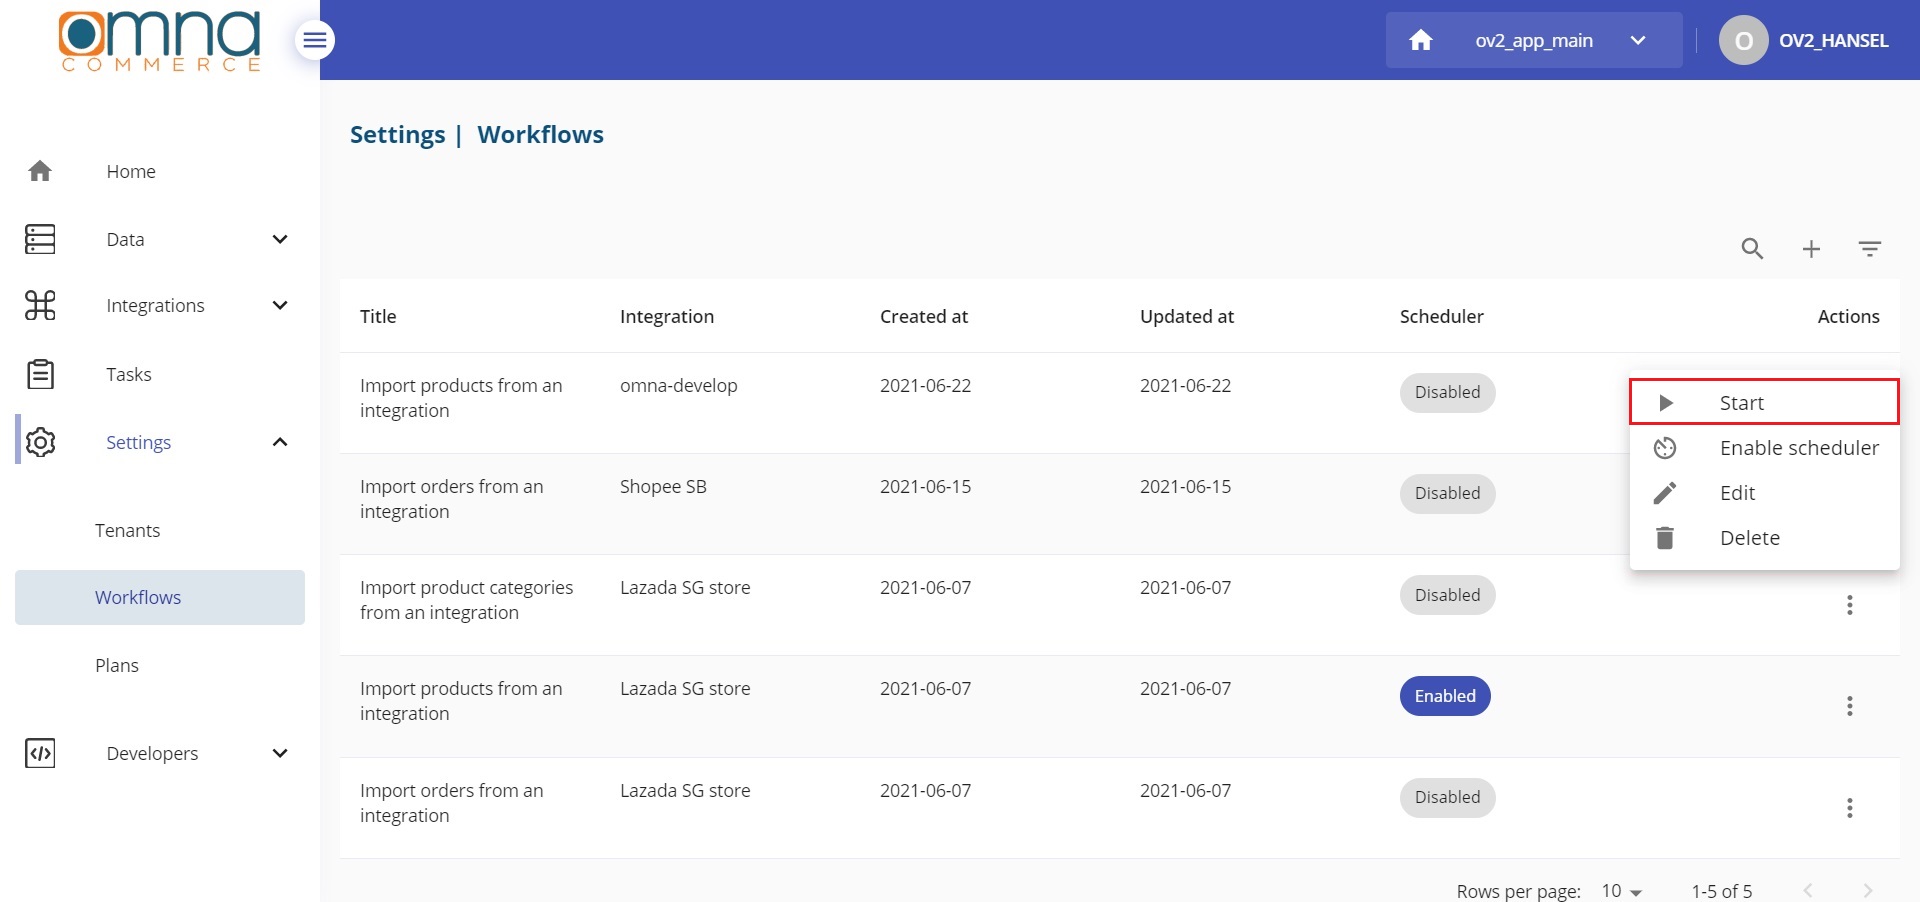 omna
COMMERCE
ov2_app_main
O
OV2_HANSEL
Home
Data
Integrations
Tasks
Settings
Tenants
Workflows
Plans
Developers
Settings | Workflows
Title Integration Created at Updated at Scheduler Actions
Import products from an
integration
omna-develop 2021-06-22 2021-06-22 Disabled
Start
Enable scheduler
Edit
Delete
Import orders from an
integration
Shopee SB 2021-06-15 2021-06-15 Disabled
Import product categories
from an integration
Lazada SG store 2021-06-07 2021-06-07 Disabled
Import products from an
integration
Lazada SG store 2021-06-07 2021-06-07 Enabled
Import orders from an
integration
Lazada SG store 2021-06-07 2021-06-07 Disabled
Rows per page: 10 1-5 of 5